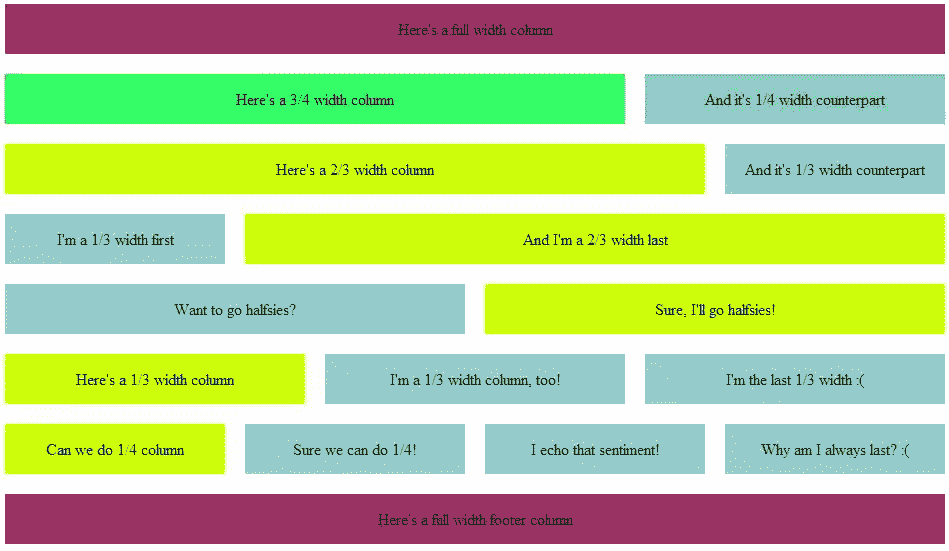 Here's a full width column
Here's a 3/4 width column
And it's 1/4 width counterpart
Here's a 2/3 width column
And it's 1/3 width counterpart
I'm a 1/3 width first
And I'm a 2/3 width last
Want to go halfsies?
Sure, I'll go halfsies!
Here's a 1/3 width column
I'm a 1/3 width column, too!
I'm the last 1/3 width :(
Can we do 1/4 column
Sure we can do 1/4!
I echo that sentiment!
Why am I always last? :(
Here's a full width footer column